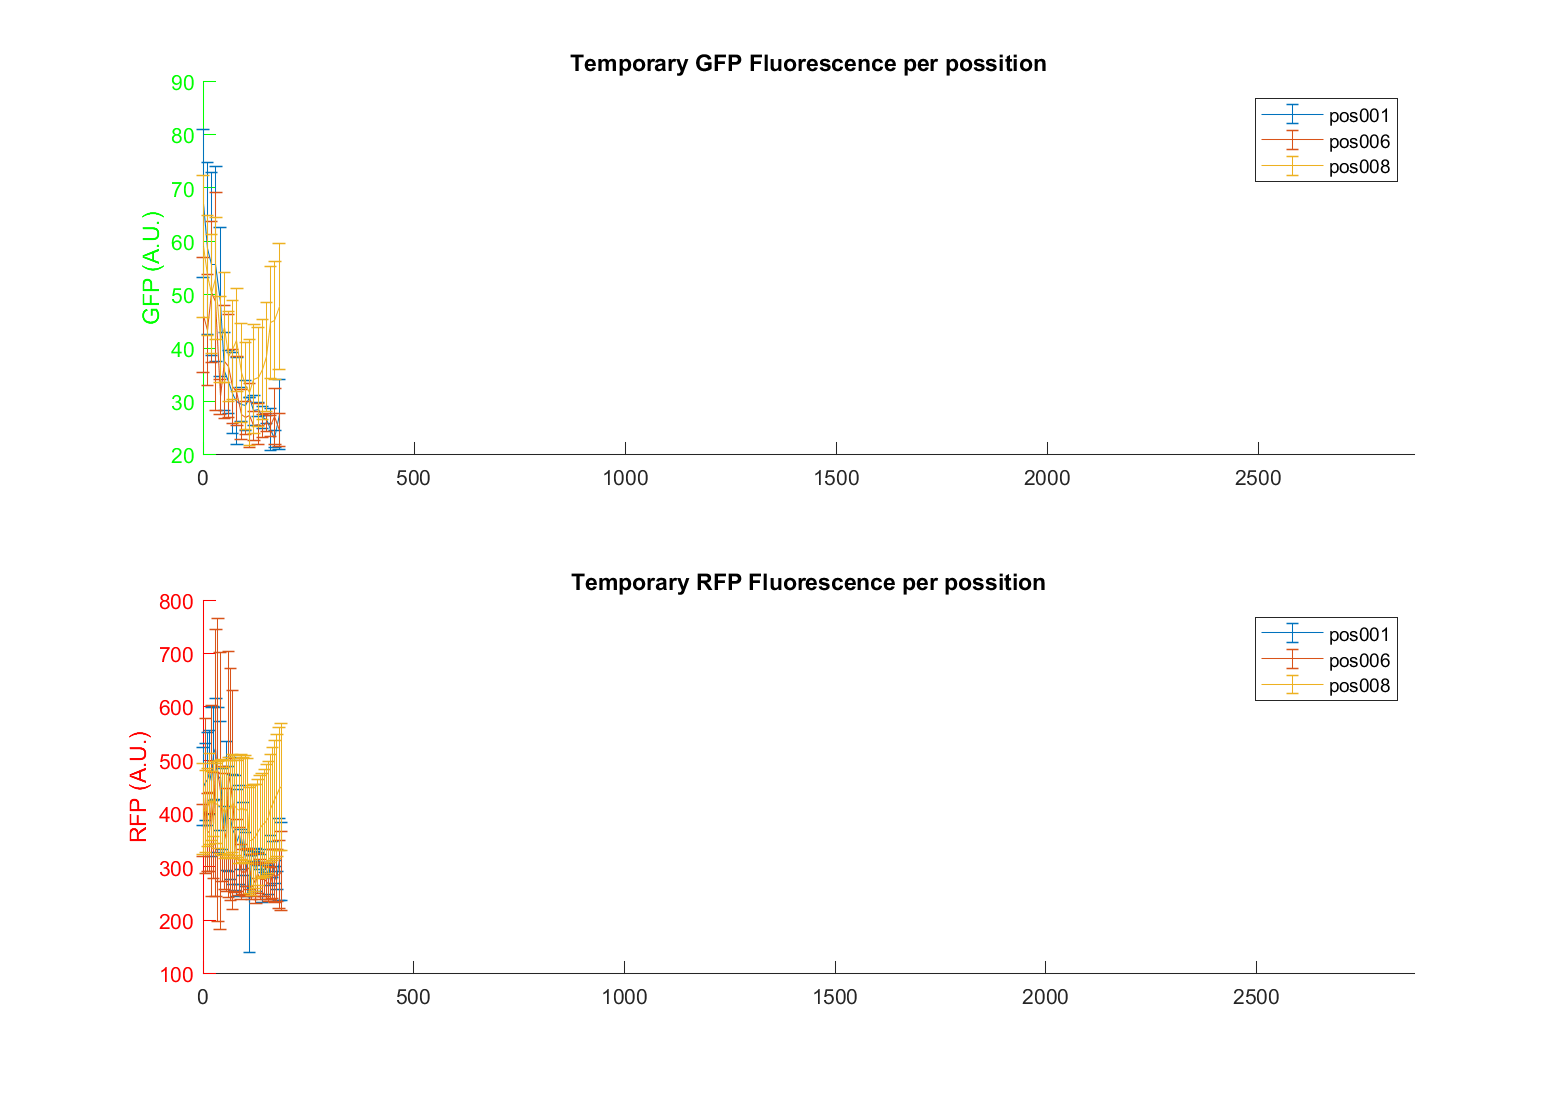 Temporary GFP Fluorescence per possition
90
80
70
60
50
40
30
20
GFP (A.U.)
pos001
pos006
pos008
0 500 1000 1500 2000 2500
Temporary RFP Fluorescence per possition
800
700
600
500
400
300
200
100
RFP (A.U.)
pos001
pos006
pos008
0 500 1000 1500 2000 2500